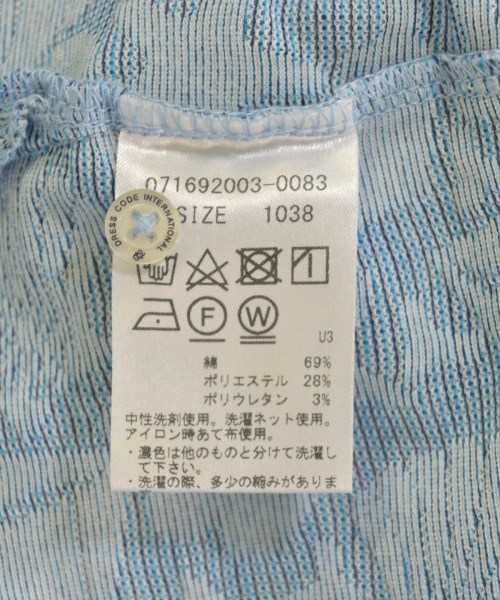 071692003-0083
SIZE 1038
DRESS CODE INTERNATIONAL
F
W
U3
綿 69%
ポリエステル 28%
ポリウレタン 3%
中性洗剤使用。洗濯ネット使用。
アイロン時あて布使用。
・濃色は他のものと分けて洗濯し
て下さい。
・洗濯の際、多少の縮みがありま